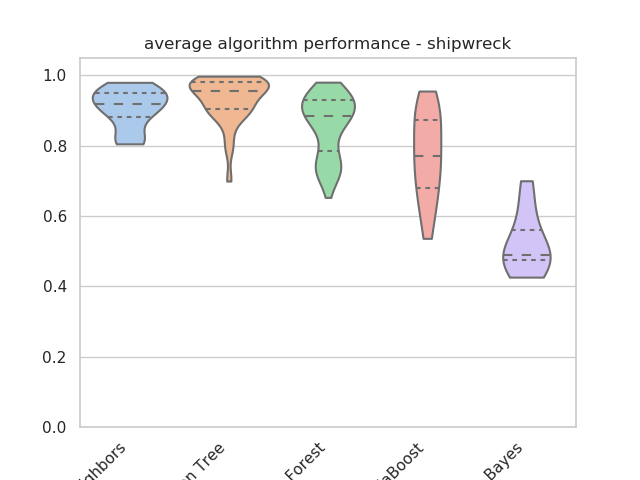 average algorithm performance - shipwreck
1.0
0.8
0.6
0.4
0.2
0.0
ghbors
n Tree
Forest
aBoost
Bayes